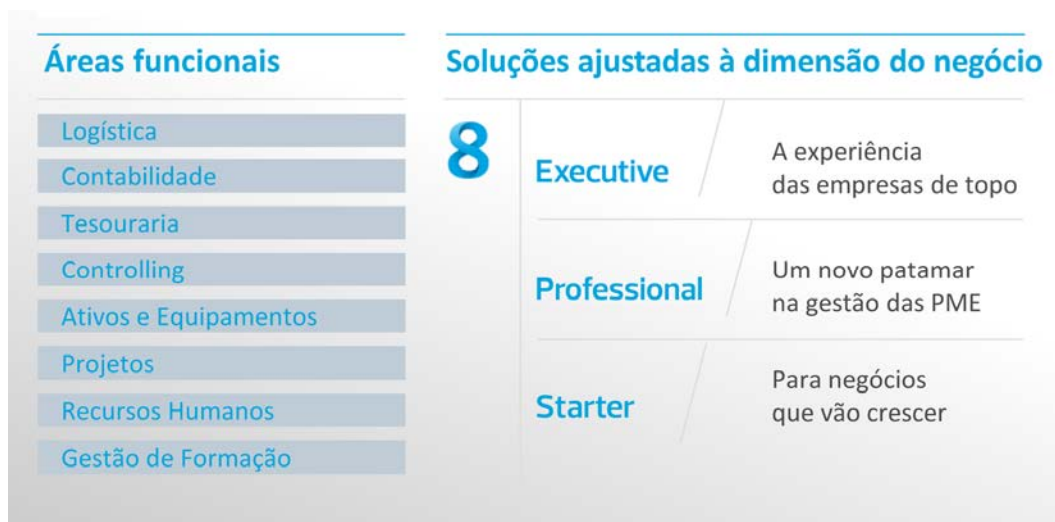 Áreas funcionais
Logística
Contabilidade
Tesouraria
Controlling
Ativos e Equipamentos
Projetos
Recursos Humanos
Gestão de Formação
Soluções ajustadas à dimensão do negócio
8
Executive
A experiência
das empresas de topo
Professional
Um novo patamar
na gestão das PME
Starter
Para negócios
que vão crescer